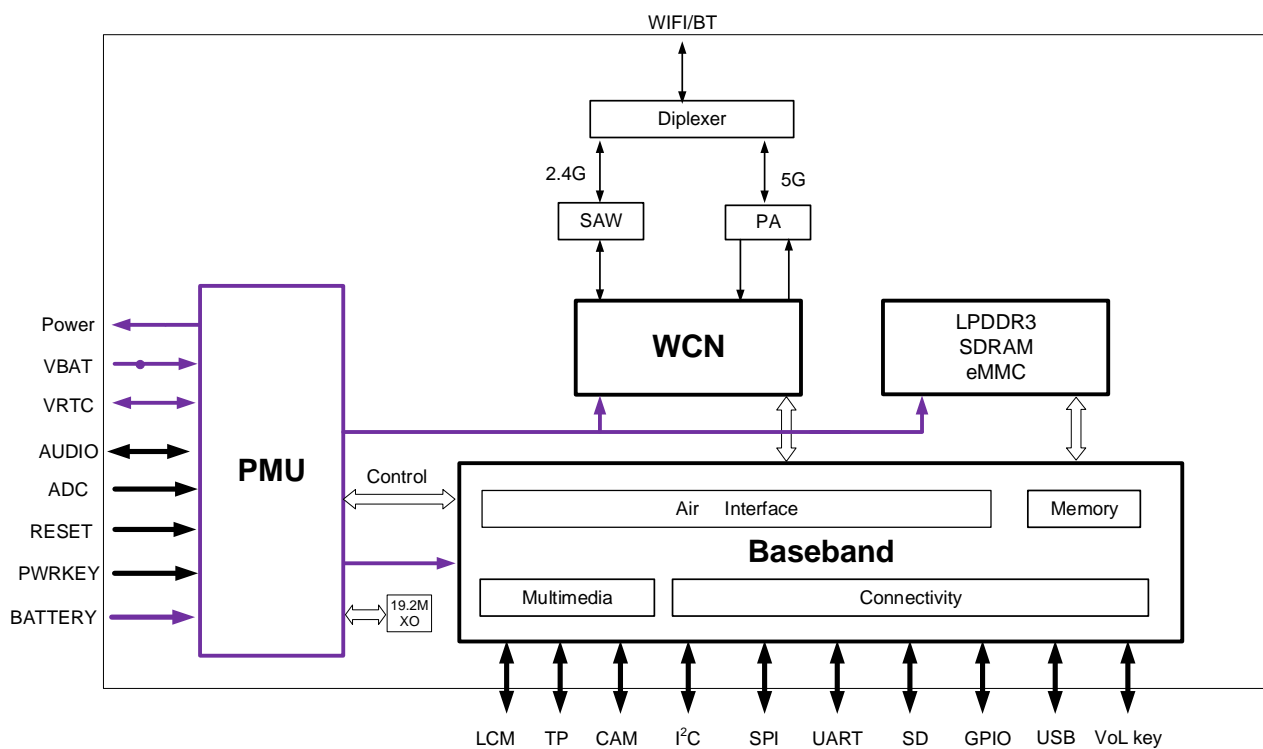 WIFI/BT
Diplexer
2.4G
5G
SAW
PA
WCN
LPDDR3
SDRAM
eMMC
Power
VBAT
VRTC
AUDIO
ADC
RESET
PWRKEY
BATTERY
PMU
Control
19.2M
XO
Air Interface
Memory
Baseband
Multimedia
Connectivity
LCM TP CAM I²C SPI UART SD GPIO USB VoL key